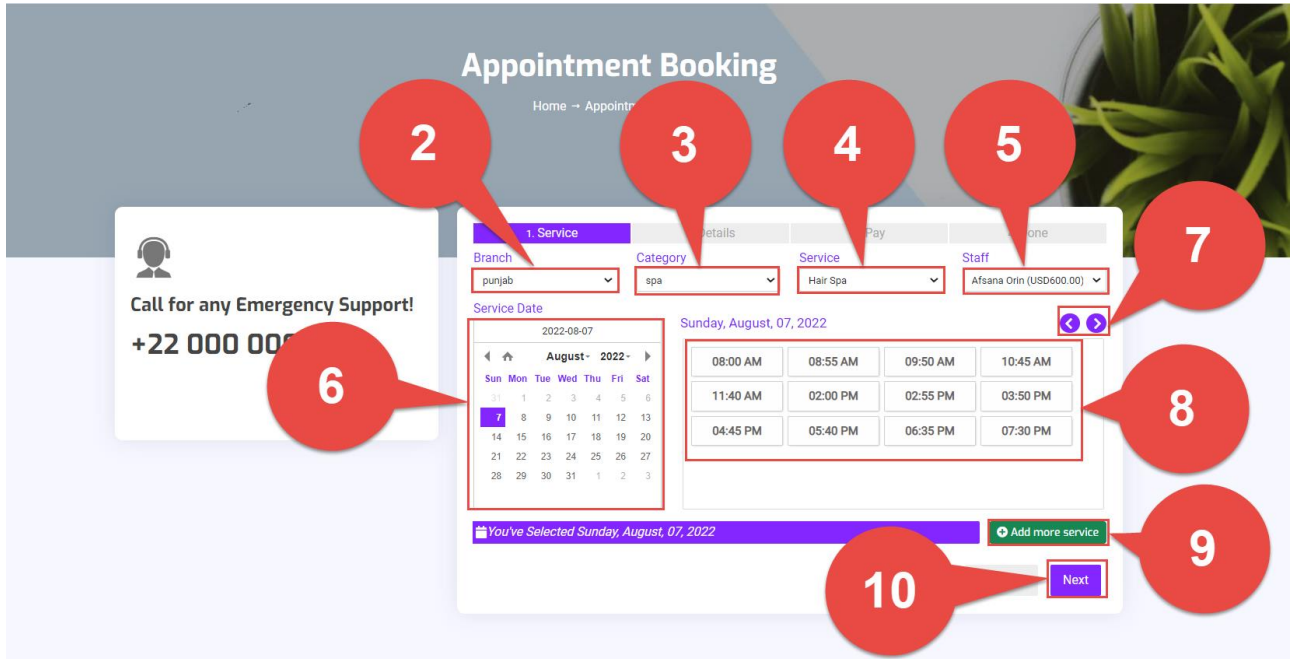 Appointment Booking
Home → Appointm
2
3
4
5
7
6
8
9
10
Call for any Emergency Support!
+22 000 00
1. Service
Details
Pay
one
Branch
Category
Service
Staff
punjab
spa
Hair Spa
Afsana Orin (USD600.00)
Service Date
2022-08-07
August 2022
Sun Mon Tue Wed Thu Fri Sat
31 1 2 3 4 5 6
7 8 9 10 11 12 13
14 15 16 17 18 19 20
21 22 23 24 25 26 27
28 29 30 31 1 2 3
Sunday, August, 07, 2022
08:00 AM 08:55 AM 09:50 AM 10:45 AM
11:40 AM 02:00 PM 02:55 PM 03:50 PM
04:45 PM 05:40 PM 06:35 PM 07:30 PM
You've Selected Sunday, August, 07, 2022
Add more service
Next